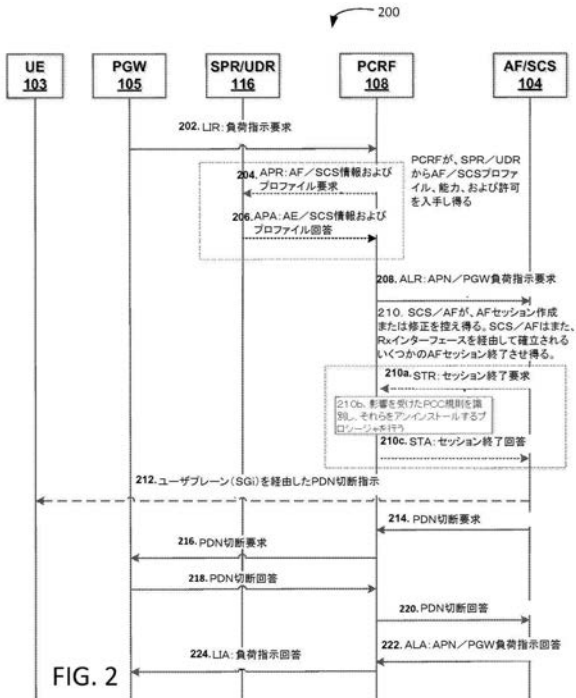 200
UE
103
PGW
105
SPR/UDR
116
PCRF
108
AF/SCS
104
202. LIR: 負荷指示要求
204. APR: AF/SCS情報および
プロファイル要求
PCRFが、SPR/UDR
からAF/SCSプロファ
イル、能力、および許可
を入手し得る
206. APA: AE/SCS情報および
プロファイル回答
208. ALR: APN/PGW負荷指示要求
210. SCS/AFが、AFセッション作成
または修正を控え得る。SCS/AFはまた、
Rxインターフェースを経由して確立される
いくつかのAFセッション終了させ得る。
210a. STR: セッション終了要求
210b. 影響を受けたPCC規則を識
別し、それらをアンインストールするプ
ロシージャを行う
210c. STA: セッション終了回答
212. ユーザプレーン(SGi)を経由したPDN切断指示
214. PDN切断要求
216. PDN切断要求
218. PDN切断回答
220. PDN切断回答
222. ALA: APN/PGW負荷指示回答
224. LIA: 負荷指示回答
FIG. 2